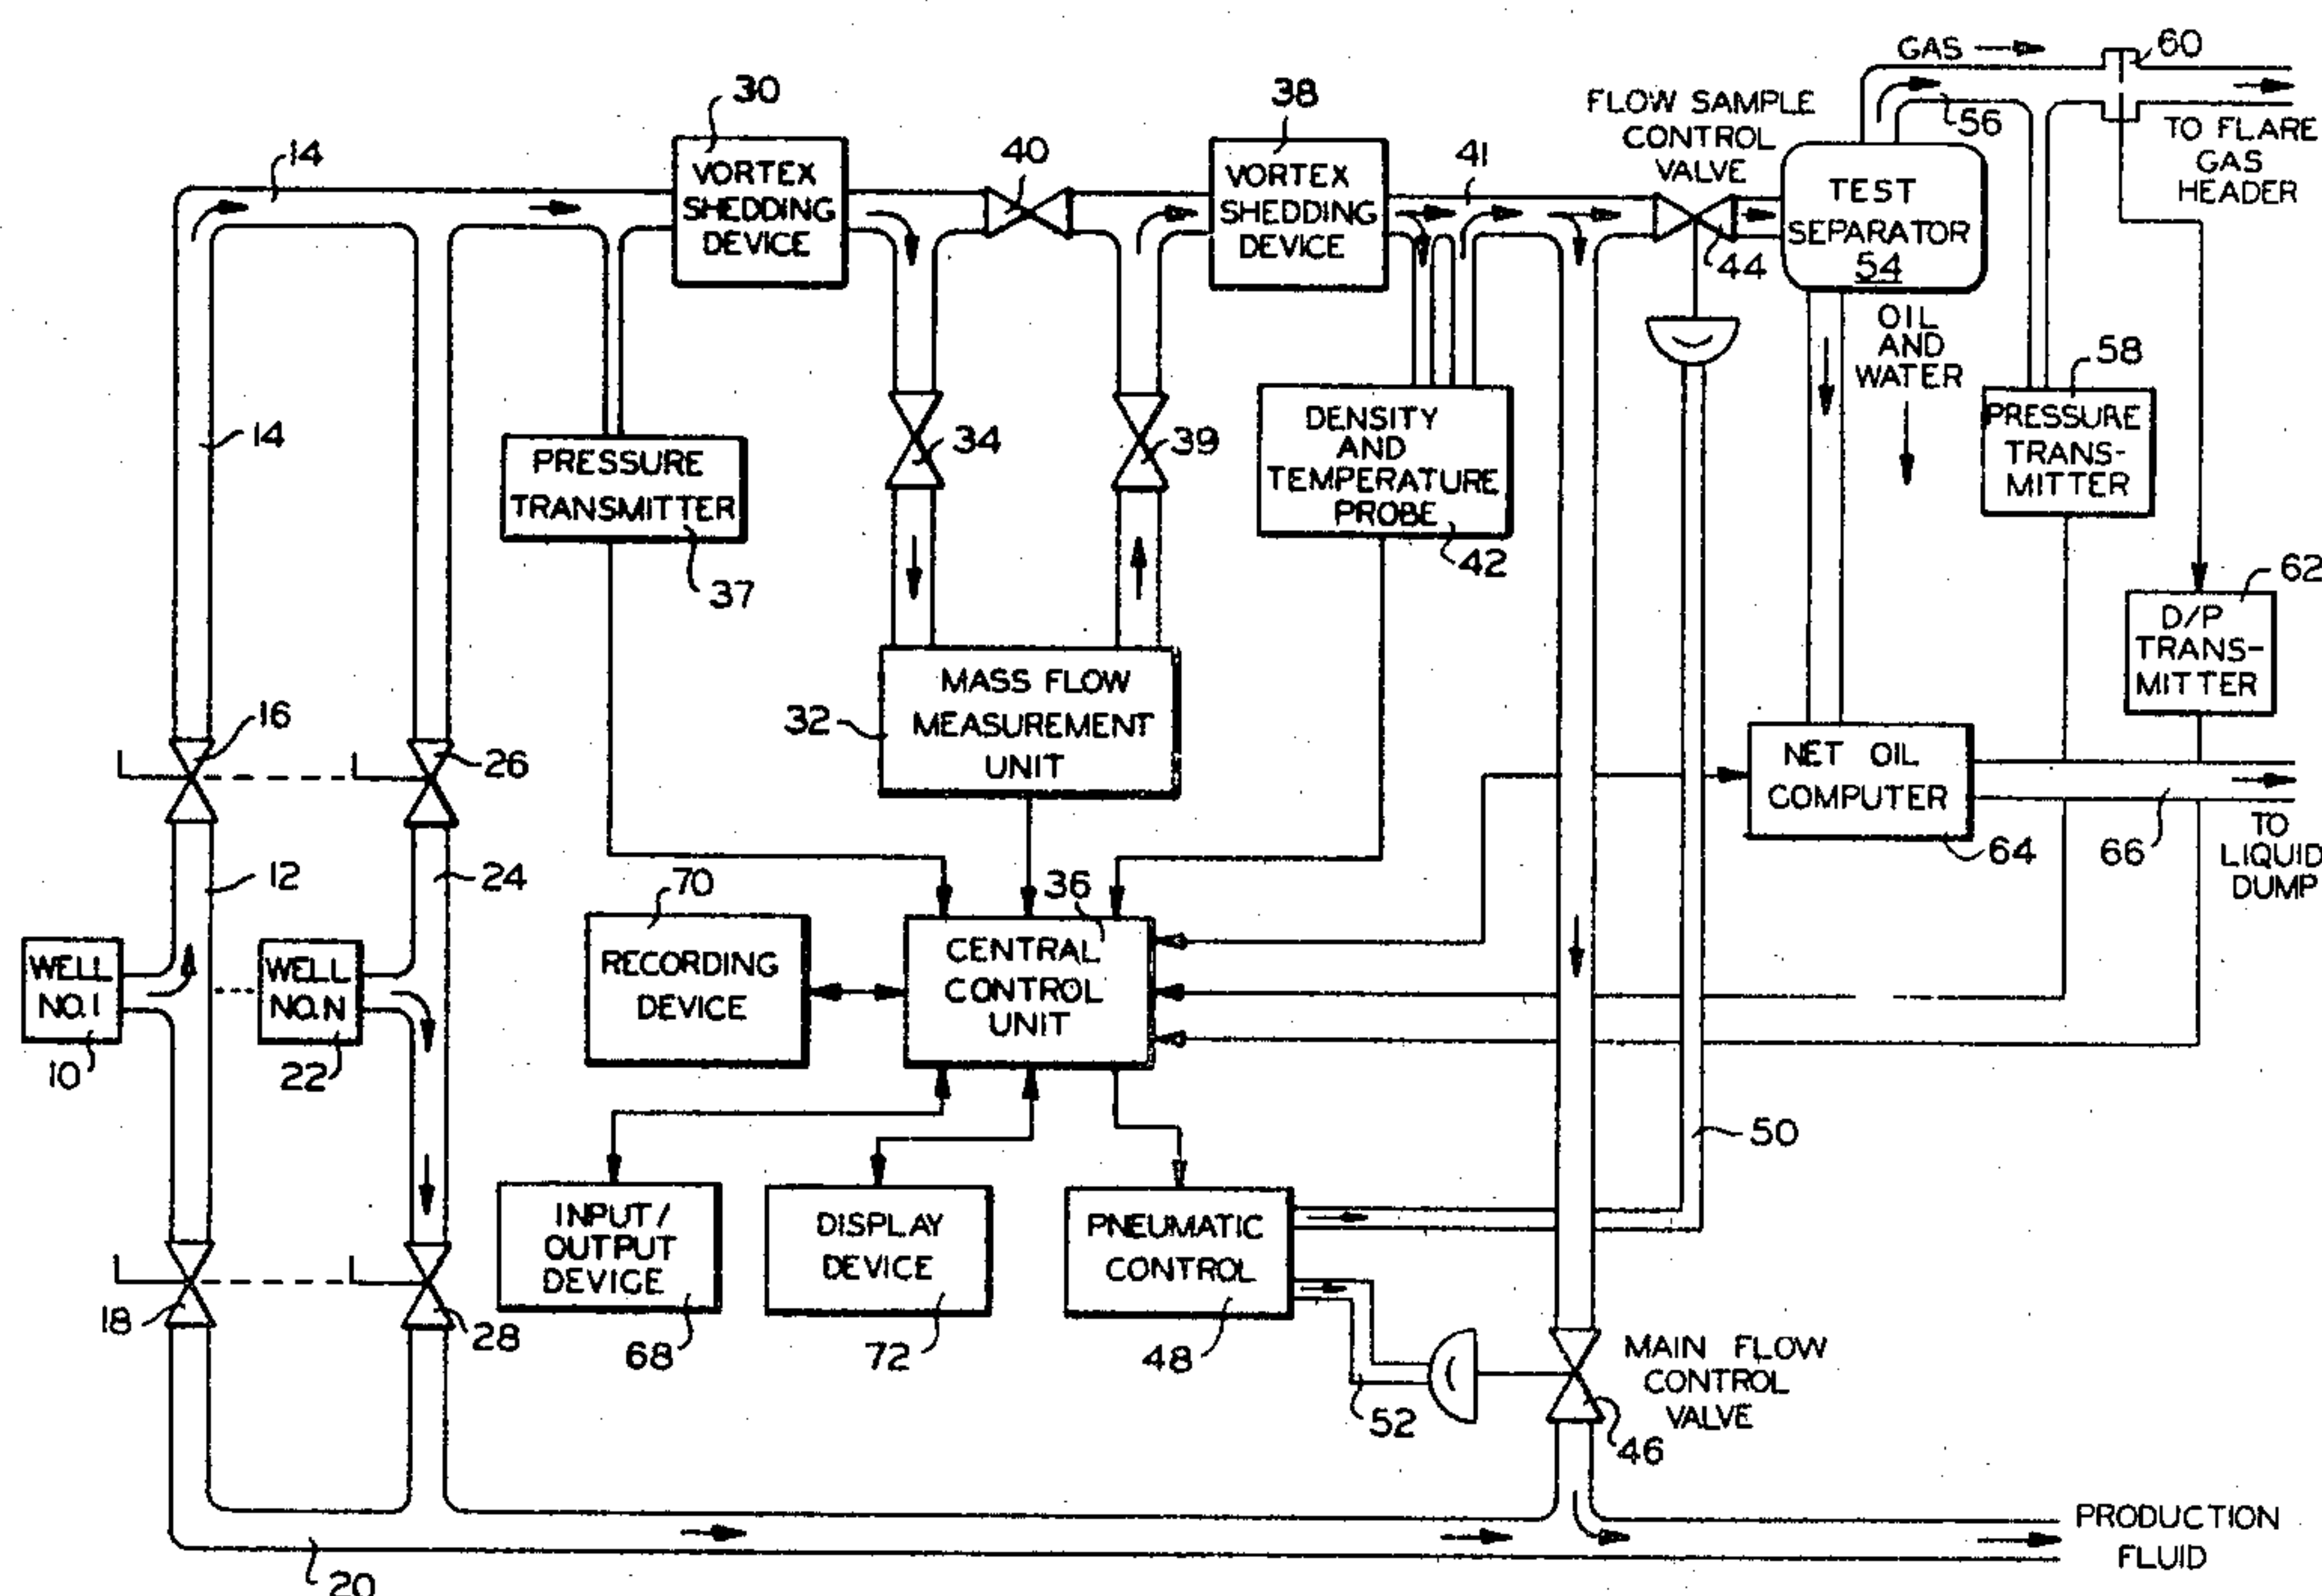 GAS
60
30
38
FLOW SAMPLE
CONTROL
VALVE
56
TO FLARE
GAS
HEADER
14
VORTEX
SHEDDING
DEVICE
40
VORTEX
SHEDDING
DEVICE
41
TEST
SEPARATOR
54
44
OIL
AND
WATER
58
PRESSURE
TRANS-
MITTER
14
PRESSURE
TRANSMITTER
37
34
39
DENSITY
AND
TEMPERATURE
PROBE
42
62
D/P
TRANS-
MITTER
16
26
32
MASS FLOW
MEASUREMENT
UNIT
NET OIL
COMPUTER
64
66
TO
LIQUID
DUMP
12
24
70
36
WELL
NO.1
10
WELL
NO.N
22
RECORDING
DEVICE
CENTRAL
CONTROL
UNIT
50
INPUT/
OUTPUT
DEVICE
68
DISPLAY
DEVICE
72
PNEUMATIC
CONTROL
48
18
28
52
MAIN FLOW
CONTROL
VALVE
46
20
PRODUCTION
FLUID